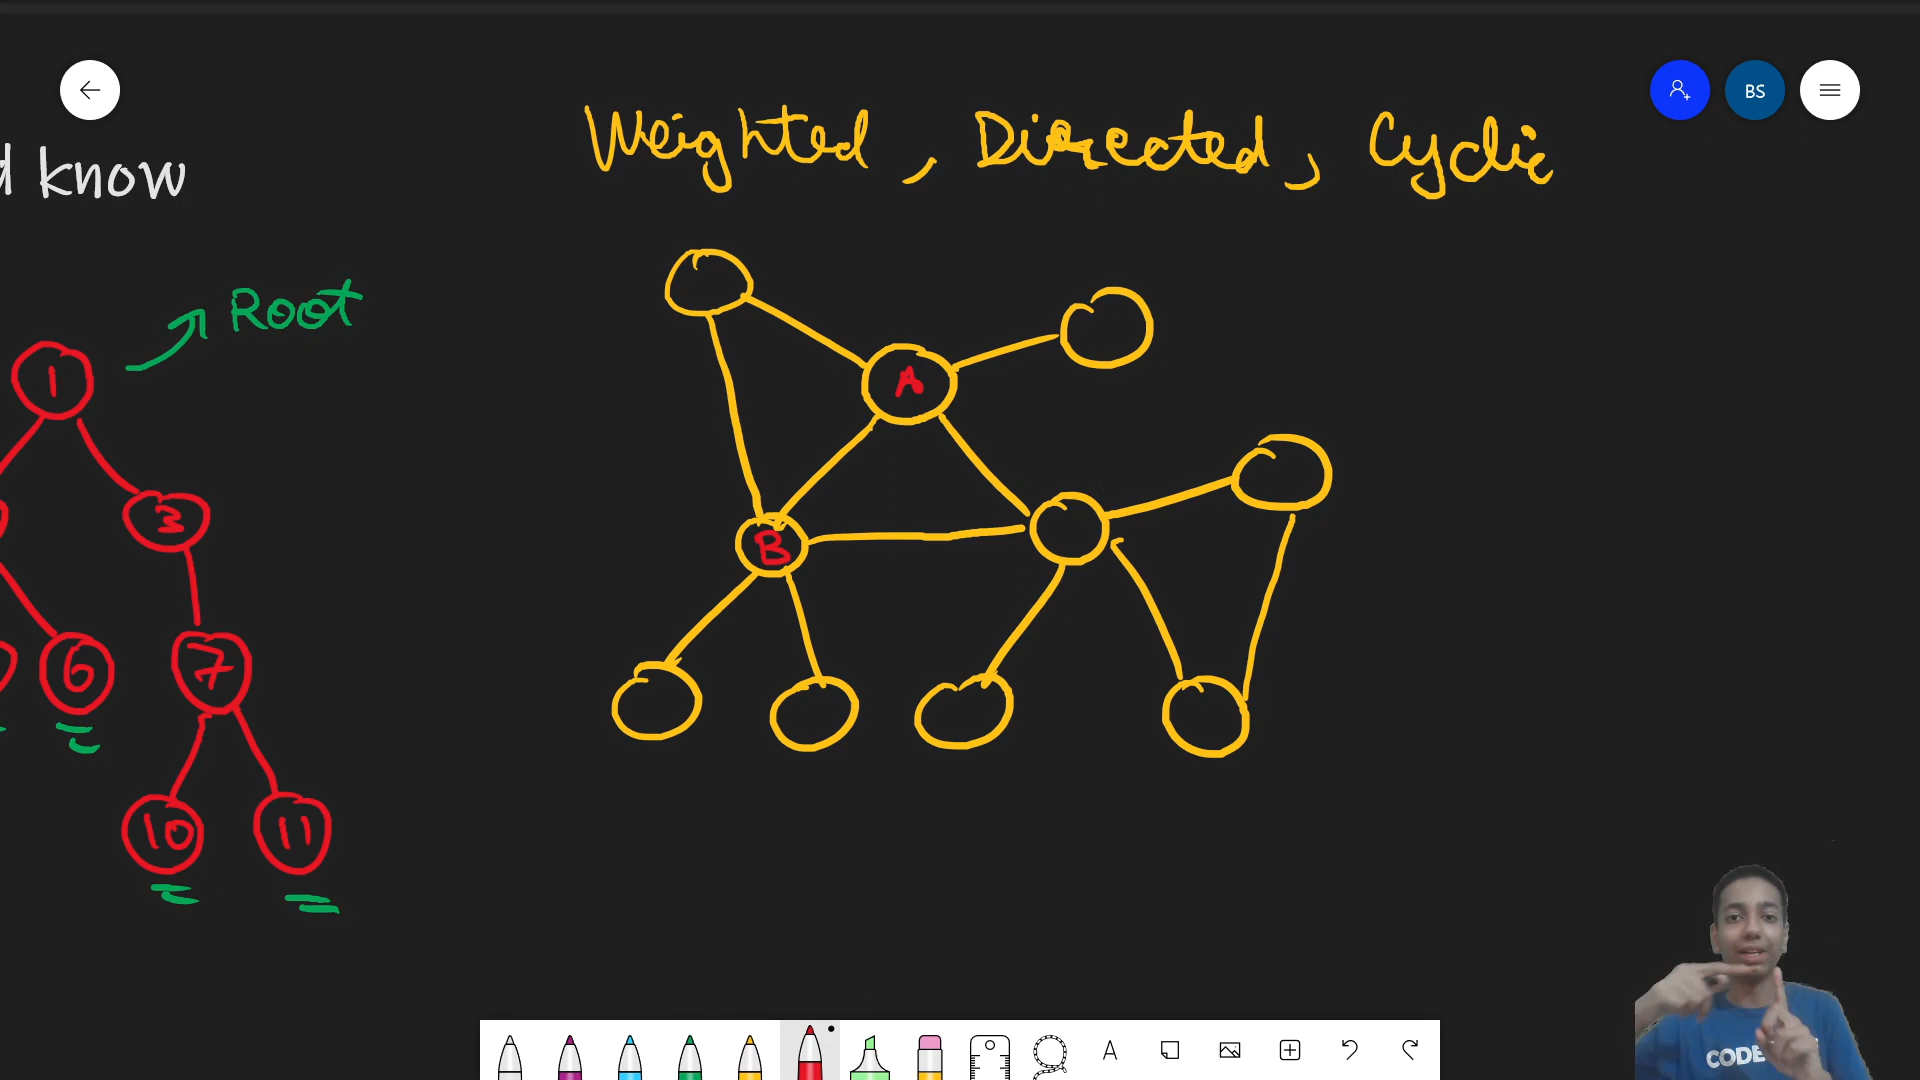 Weighted, Directed, Cyclic
BS
know
Root
1
A
3
B
6
7
10
11
A
CODE